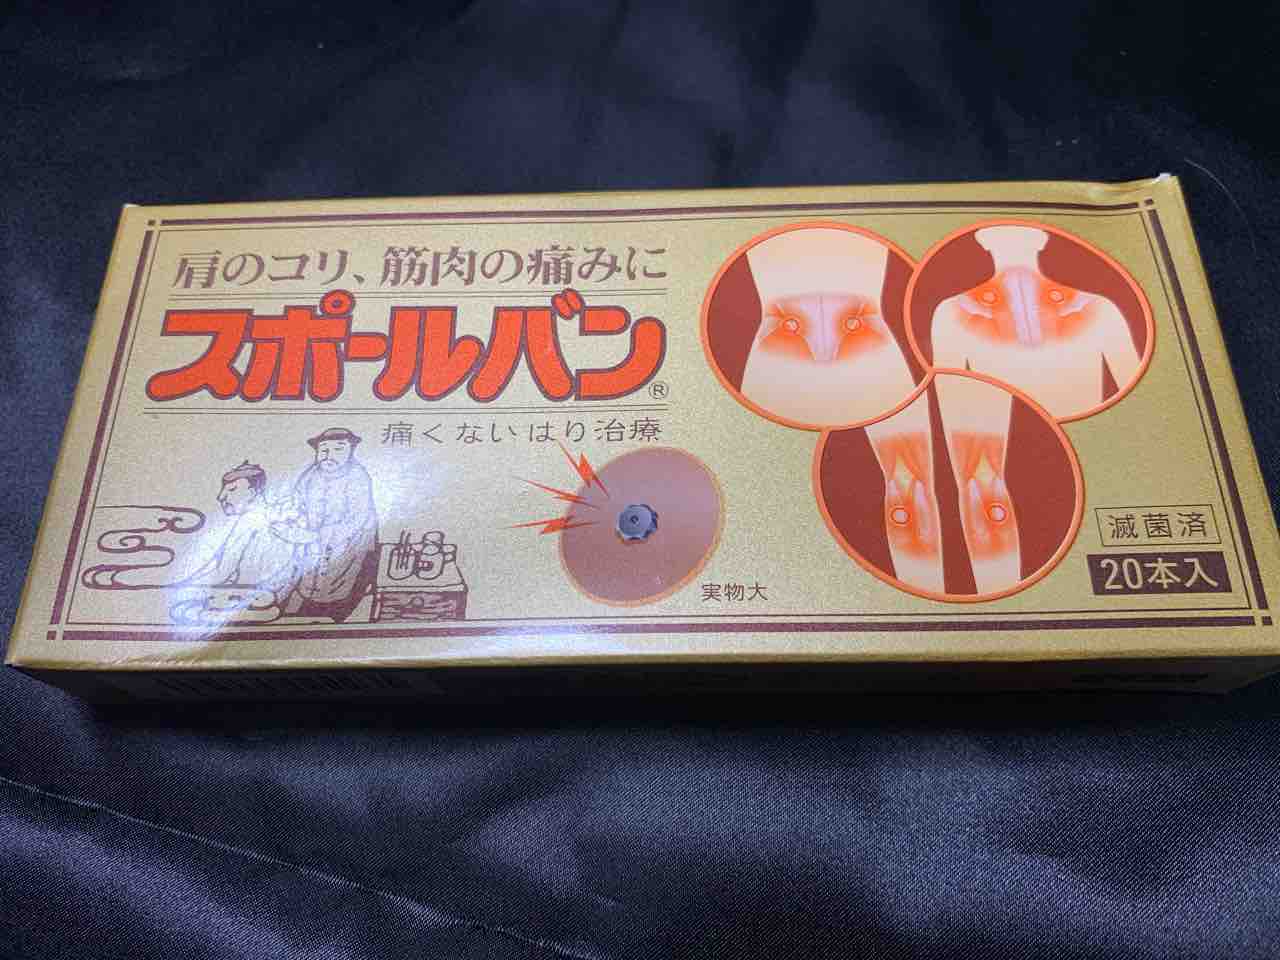 肩のコリ、筋肉の痛みに
スポールバン®
痛くないはり治療
実物大
滅菌済
20本入